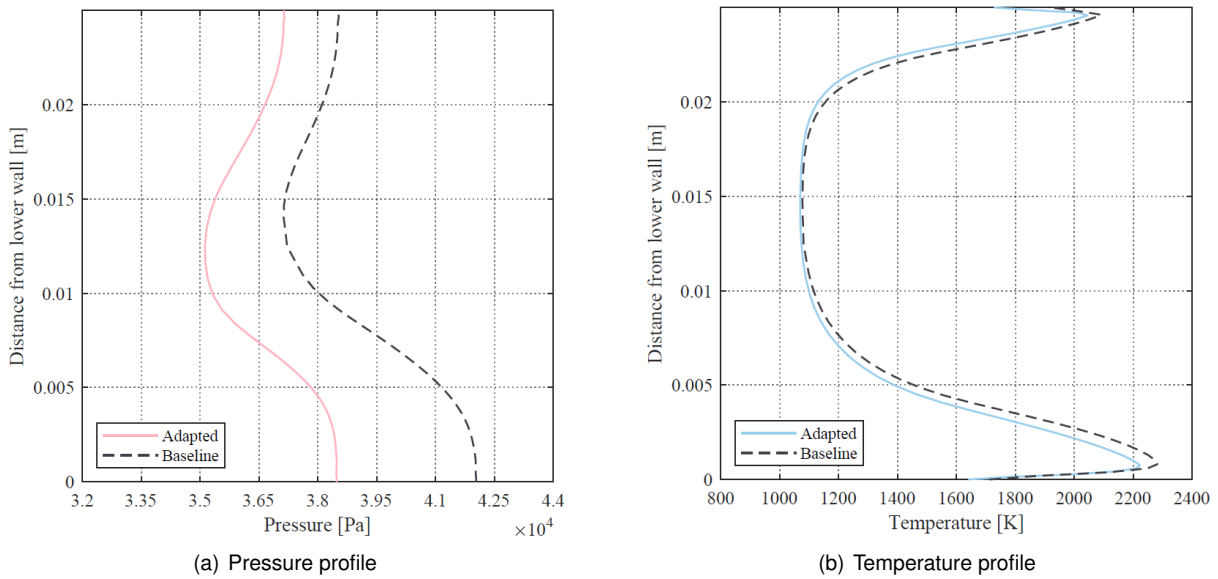 0.02
0.015
0.01
0.005
0
Distance from lower wall [m]
Adapted
Baseline
3.2
3.35
3.5
3.65
3.8
3.95
4.1
4.25
4.4
Pressure [Pa]
×10⁴
(a) Pressure profile
0.02
0.015
0.01
0.005
0
Distance from lower wall [m]
Adapted
Baseline
800
1000
1200
1400
1600
1800
2000
2200
2400
Temperature [K]
(b) Temperature profile